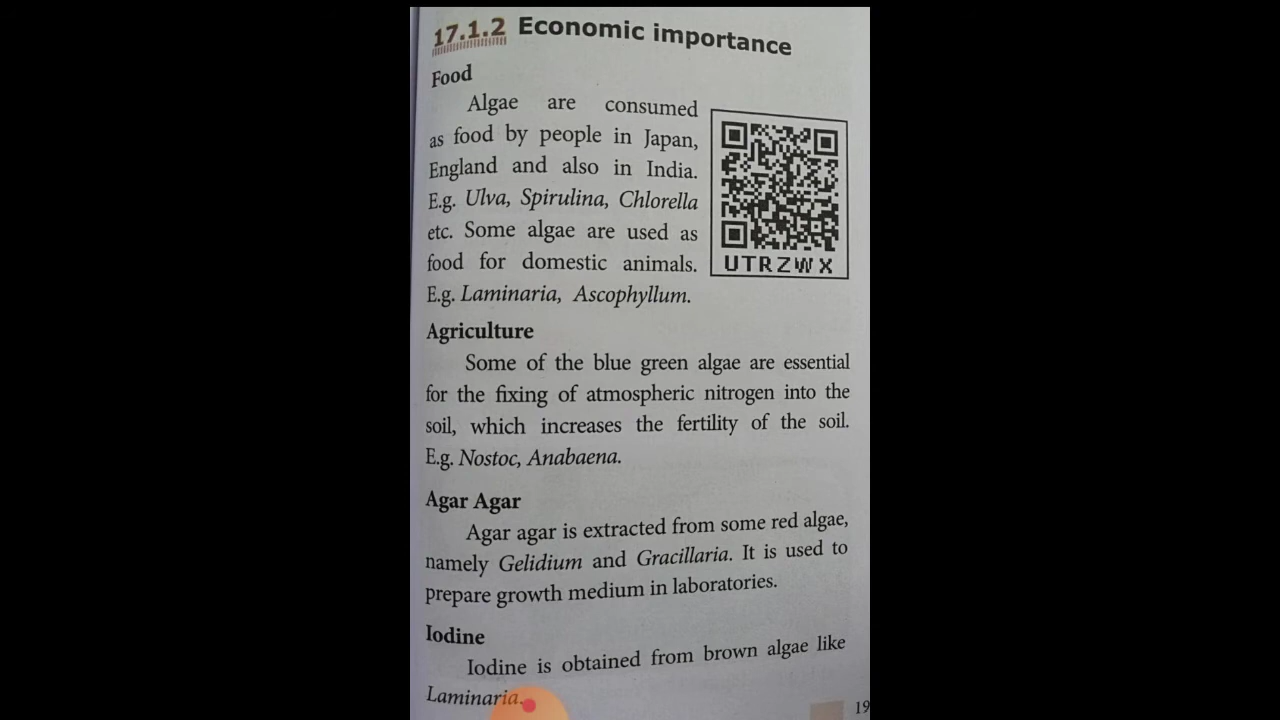 17.1.2 Economic importance
Food
Algae are consumed
as food by people in Japan,
England and also in India.
E.g. Ulva, Spirulina, Chlorella
etc. Some algae are used as
food for domestic animals.
E.g. Laminaria, Ascophyllum.
UTRZWX
Agriculture
Some of the blue green algae are essential
for the fixing of atmospheric nitrogen into the
soil, which increases the fertility of the soil.
E.g. Nostoc, Anabaena.
Agar Agar
Agar agar is extracted from some red algae,
namely Gelidium and Gracillaria. It is used to
prepare growth medium in laboratories.
Iodine
Iodine is obtained from brown algae like
Laminaria.